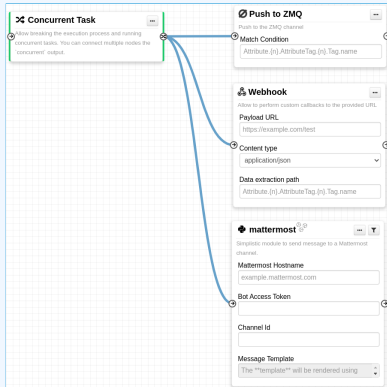 Concurrent Task
Allow breaking the execution process and running
concurrent tasks. You can connect multiple nodes the
`concurrent` output.
Push to ZMQ
Push to the ZMQ channel
Match Condition
Attribute.{n}.AttributeTag.{n}.Tag.name
Webhook
Allow to perform custom callbacks to the provided URL
Payload URL
https://example.com/test
Content type
application/json
Data extraction path
Attribute.{n}.AttributeTag.{n}.Tag.name
mattermost
Simplistic module to send message to a Mattermost
channel.
Mattermost Hostname
example.mattermost.com
Bot Access Token
Channel Id
Message Template
The **template** will be rendered using